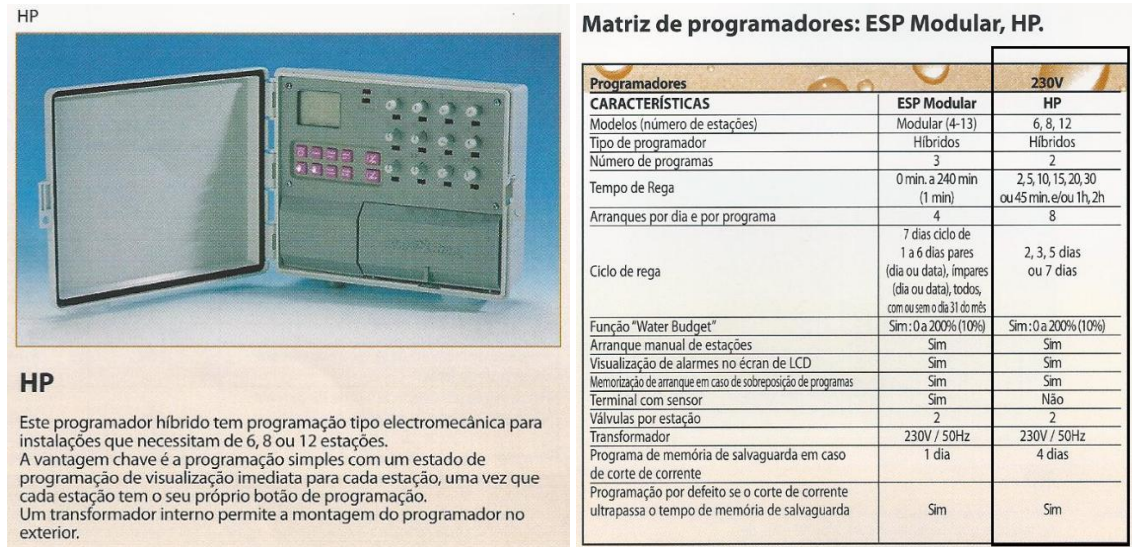 HP
HP
Este programador híbrido tem programação tipo electromecânica para
instalações que necessitam de 6, 8 ou 12 estações.
A vantagem chave é a programação simples com um estado de
programação de visualização imediata para cada estação, uma vez que
cada estação tem o seu próprio botão de programação.
Um transformador interno permite a montagem do programador no
exterior.
Matriz de programadores: ESP Modular, HP.
Programadores 230V
CARACTERÍSTICAS ESP Modular HP
Modelos (número de estações) Modular (4-13) 6, 8, 12
Tipo de programador Híbridos Híbridos
Número de programas 3 2
Tempo de Rega 0 min. a 240 min (1 min) 2, 5, 10, 15, 20, 30 ou 45 min. e/ou 1h, 2h
Arranques por dia e por programa 4 8
Ciclo de rega 7 dias ciclo de 1 a 6 dias pares (dia ou data), ímpares (dia ou data), todos, com ou sem o dia 31 do mês 2, 3, 5 dias ou 7 dias
Função "Water Budget" Sim : 0 a 200% (10%) Sim : 0 a 200% (10%)
Arranque manual de estações Sim Sim
Visualização de alarmes no écran de LCD Sim Sim
Memorização de arranque em caso de sobreposição de programas Sim Sim
Terminal com sensor Sim Não
Válvulas por estação 2 2
Transformador 230V / 50Hz 230V / 50Hz
Programa de memória de salvaguarda em caso de corte de corrente 1 dia 4 dias
Programação por defeito se o corte de corrente ultrapassa o tempo de memória de salvaguarda Sim Sim